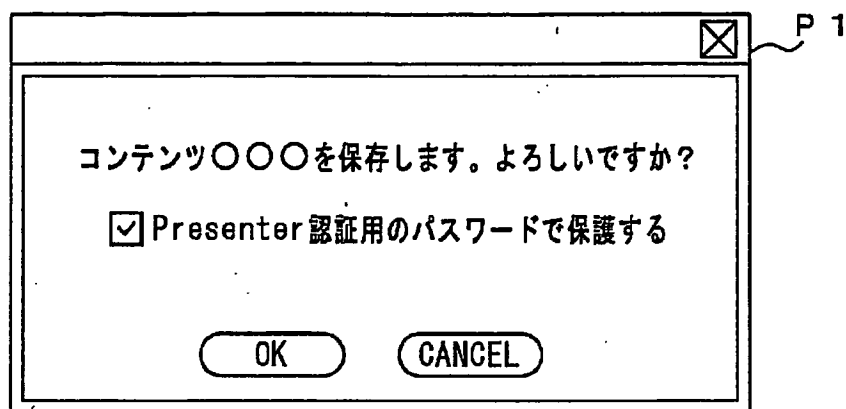 P1
コンテンツ○○○を保存します。よろしいですか?
Presenter認証用のパスワードで保護する
OK CANCEL